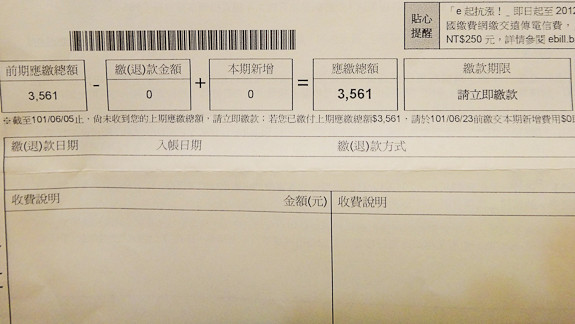 貼心
提醒
「e 起抗漲！」即日起至 2012
國繳費網繳交遠傳電信費，
NT$250 元，詳情參閱 ebill.b
前期應繳總額 繳(退)款金額 本期新增 應繳總額 繳款期限
3,561 - 0 + 0 = 3,561 請立即繳款
※截至101/06/05止，尚未收到您的上期應繳總額，請立即繳款；若您已繳付上期應繳總額$3,561，請於101/06/23前繳交本期新增費用$0
繳(退)款日期 入帳日期 繳(退)款方式
收費說明 金額(元) 收費說明